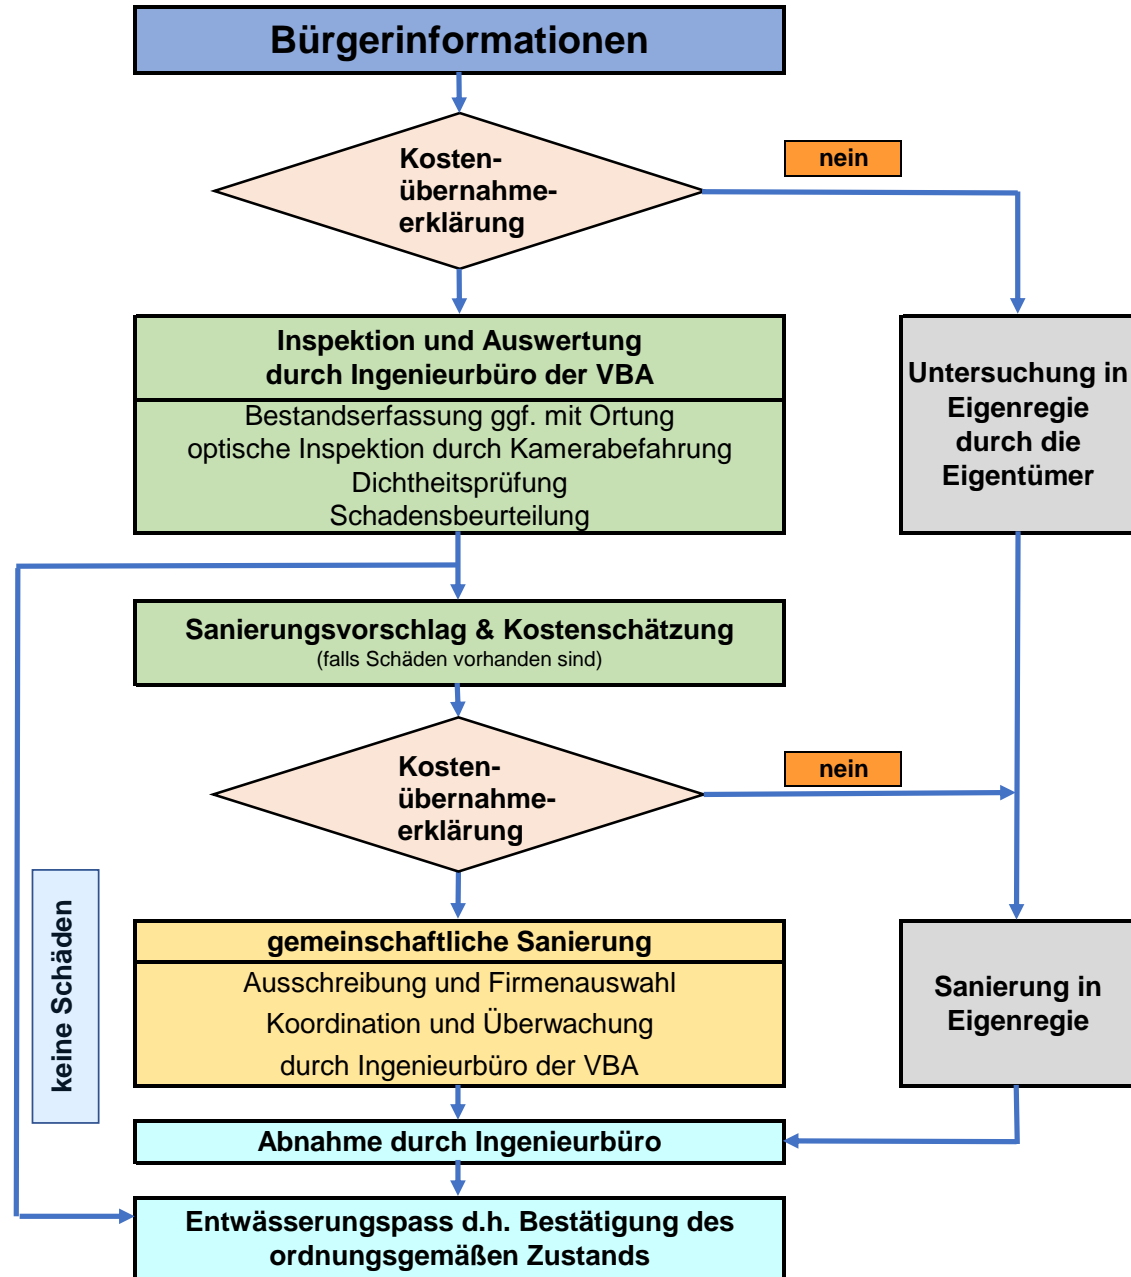 Bürgerinformationen
Kosten-
übernahme-
erklärung
nein
Inspektion und Auswertung
durch Ingenieurbüro der VBA
Bestandserfassung ggf. mit Ortung
optische Inspektion durch Kamerabefahrung
Dichtheitsprüfung
Schadensbeurteilung
Untersuchung in
Eigenregie
durch die
Eigentümer
Sanierungsvorschlag & Kostenschätzung
(falls Schäden vorhanden sind)
Kosten-
übernahme-
erklärung
nein
keine Schäden
gemeinschaftliche Sanierung
Ausschreibung und Firmenauswahl
Koordination und Überwachung
durch Ingenieurbüro der VBA
Sanierung in
Eigenregie
Abnahme durch Ingenieurbüro
Entwässerungspass d.h. Bestätigung des
ordnungsgemäßen Zustands